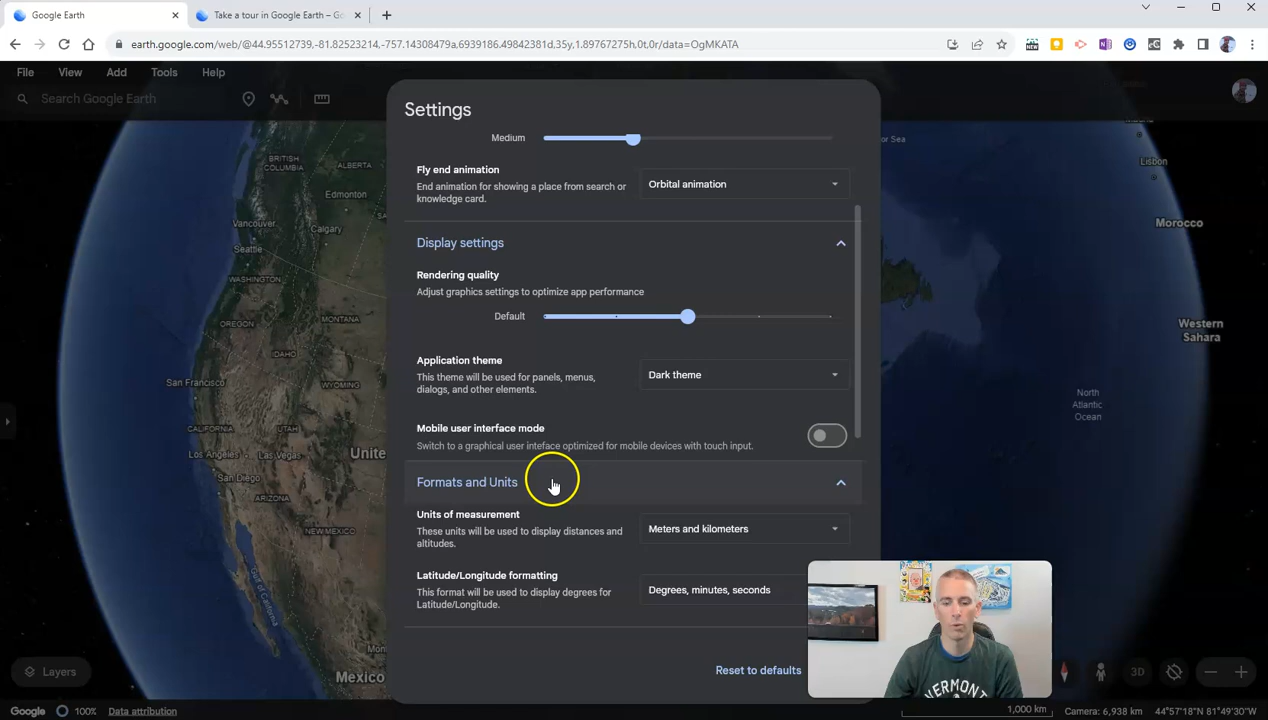 Google Earth
Take a tour in Google Earth – Go
earth.google.com/web/@44.95512739,-81.82523214,-757.14308479a,6939186.49842381d,35y,1.89767275h,0t,0r/data=OgMKATA
File View Add Tools Help
Search Google Earth
Settings
Medium
Fly end animation
End animation for showing a place from search or
knowledge card.
Orbital animation
Display settings
Rendering quality
Adjust graphics settings to optimize app performance
Default
Application theme
This theme will be used for panels, menus,
dialogs, and other elements.
Dark theme
Mobile user interface mode
Switch to a graphical user inteface optimized for mobile devices with touch input.
Formats and Units
Units of measurement
These units will be used to display distances and
altitudes.
Meters and kilometers
Latitude/Longitude formatting
This format will be used to display degrees for
Latitude/Longitude.
Degrees, minutes, seconds
Reset to defaults
BRITISH
COLUMBIA
ALBERTA
Edmonton
Vancouver
Calgary
Seattle
WASHINGTON
MONTANA
OREGON
IDAHO
WYOMING
San Francisco
NEVADA
UTAH
CALIFORNIA
Las Vegas
Los Angeles
Unite
San Diego
ARIZONA
NEW MEXICO
Gulf of California
Mexico
or Sea
Lisbon
Morocco
Western
Sahara
North
Atlantic
Ocean
VERMONT
Layers
3D
Google 100% Data attribution
1,000 km Camera: 6,938 km 44°57'18"N 81°49'30"W